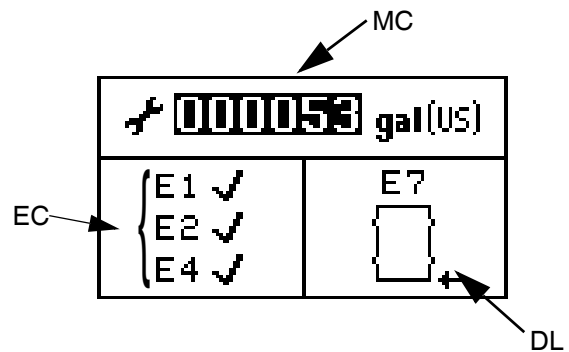 MC
000053 gal(US)
E1 ✓ E7
EC E2 ✓
E4 ✓
DL